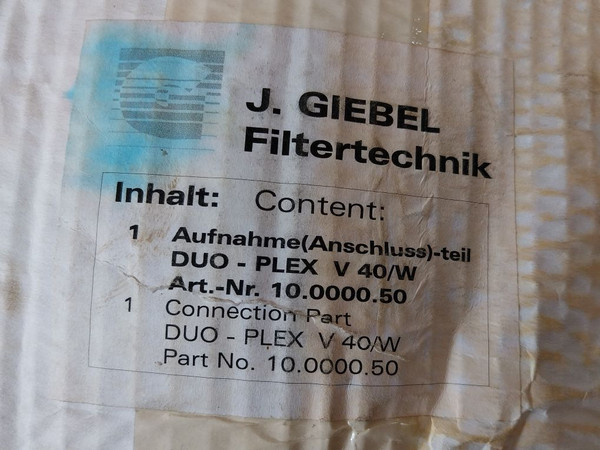 J. GIEBEL
Filtertechnik
Inhalt: Content:
1 Aufnahme(Anschluss)-teil
DUO - PLEX V 40/W
Art.-Nr. 10.0000.50
1 Connection Part
DUO - PLEX V 40/W
Part No. 10.0000.50